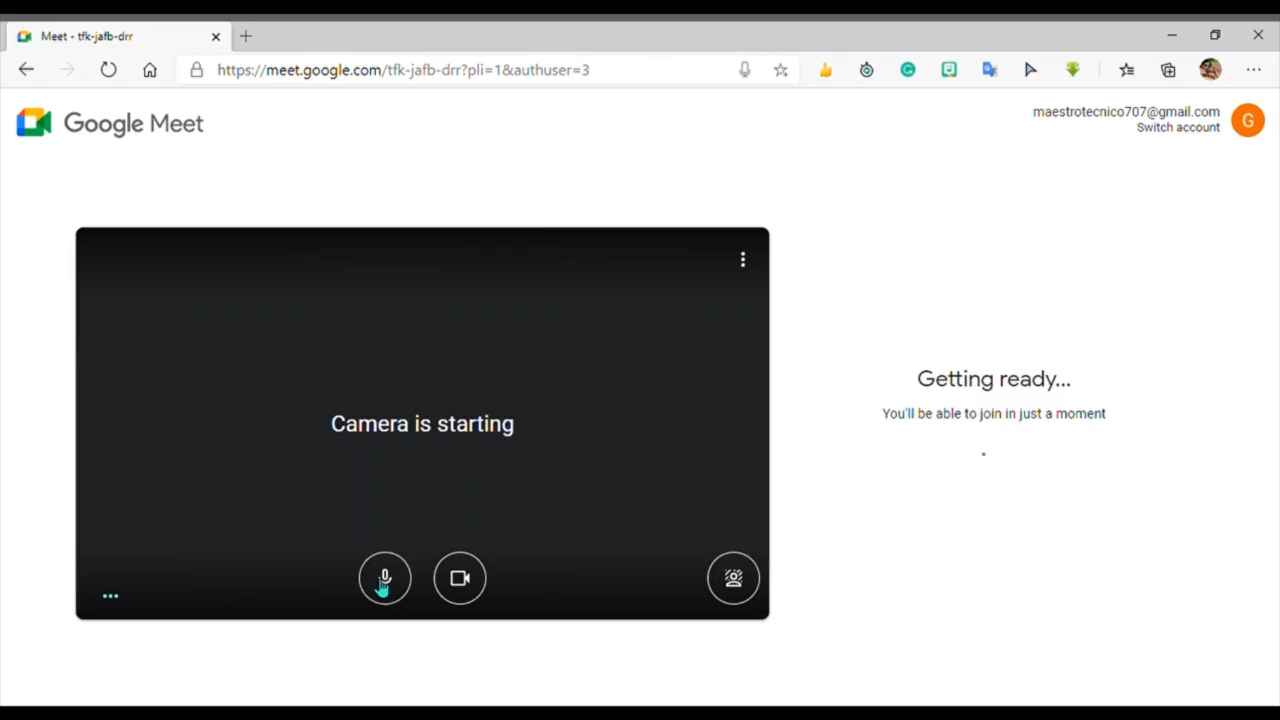 Meet - tfk-jafb-drr
https://meet.google.com/tfk-jafb-drr?pli=1&authuser=3
Google Meet
maestrotecnico707@gmail.com
Switch account
G
Camera is starting
Getting ready...
You'll be able to join in just a moment